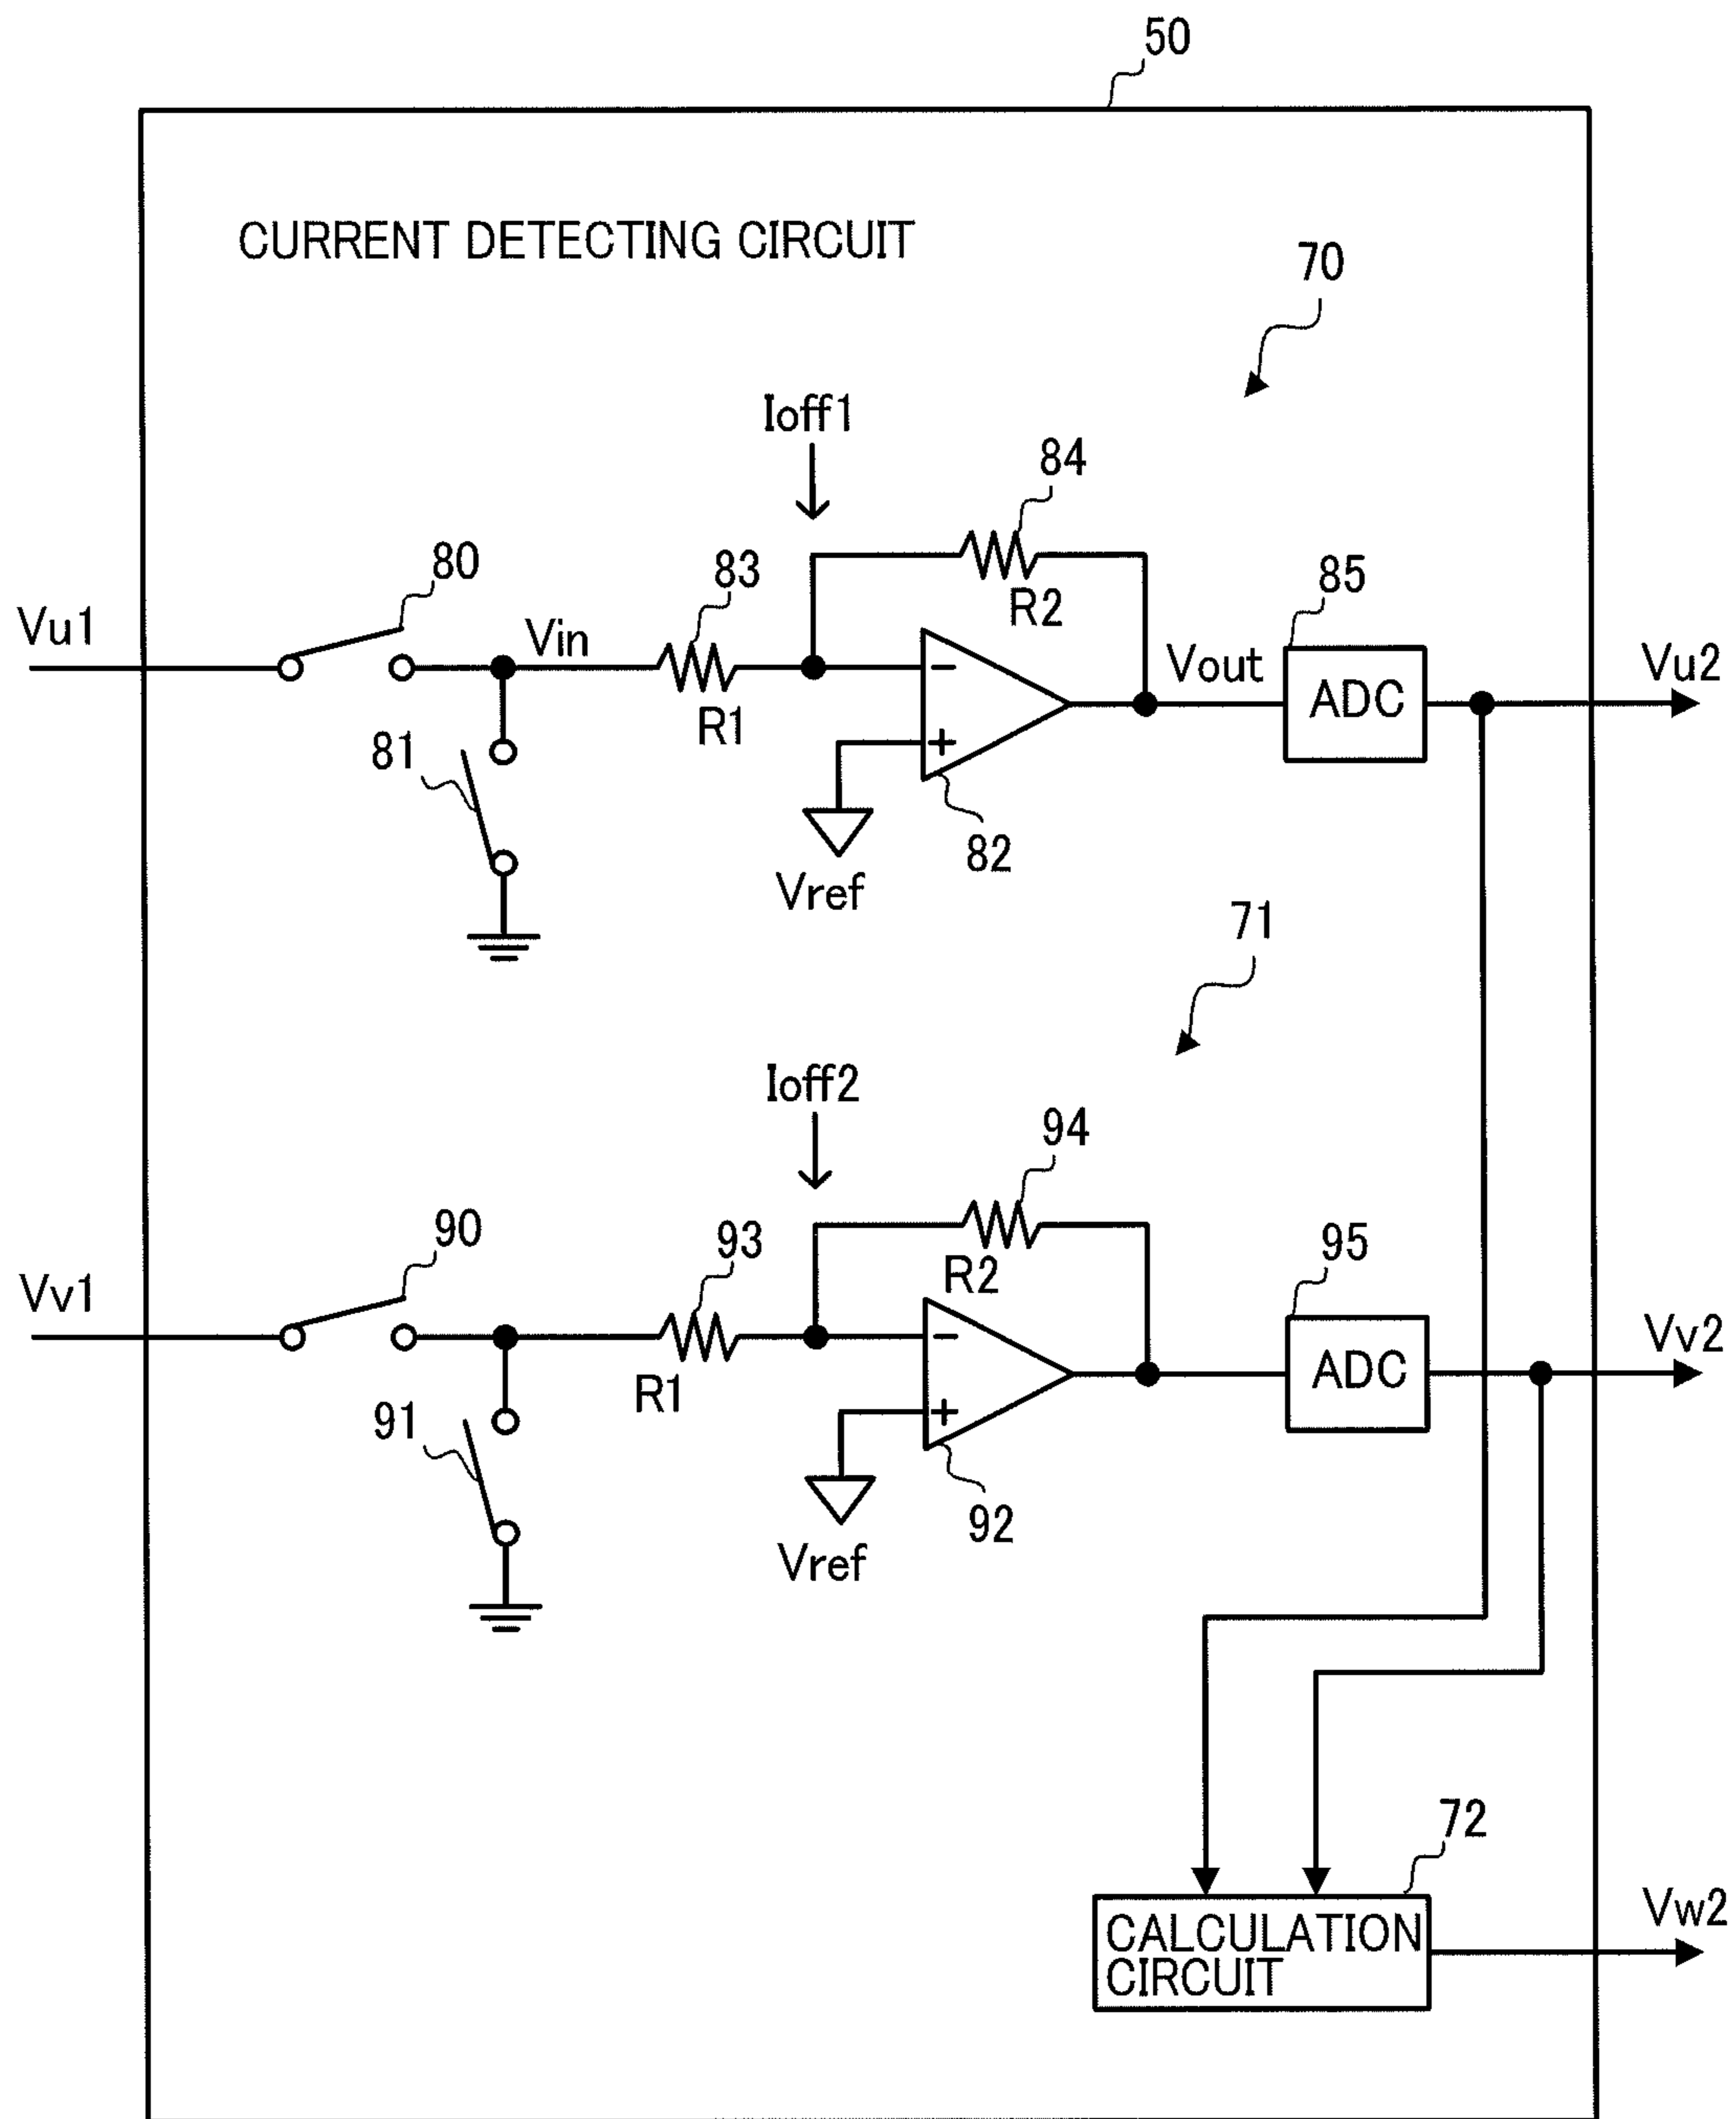 50
CURRENT DETECTING CIRCUIT
70
Ioff1
84
80
83
85
Vu1
Vin
R2
Vout
ADC
Vu2
R1
−
+
81
82
Vref
71
Ioff2
94
90
93
95
Vv1
R2
ADC
Vv2
R1
−
+
91
92
Vref
72
CALCULATION
CIRCUIT
Vw2